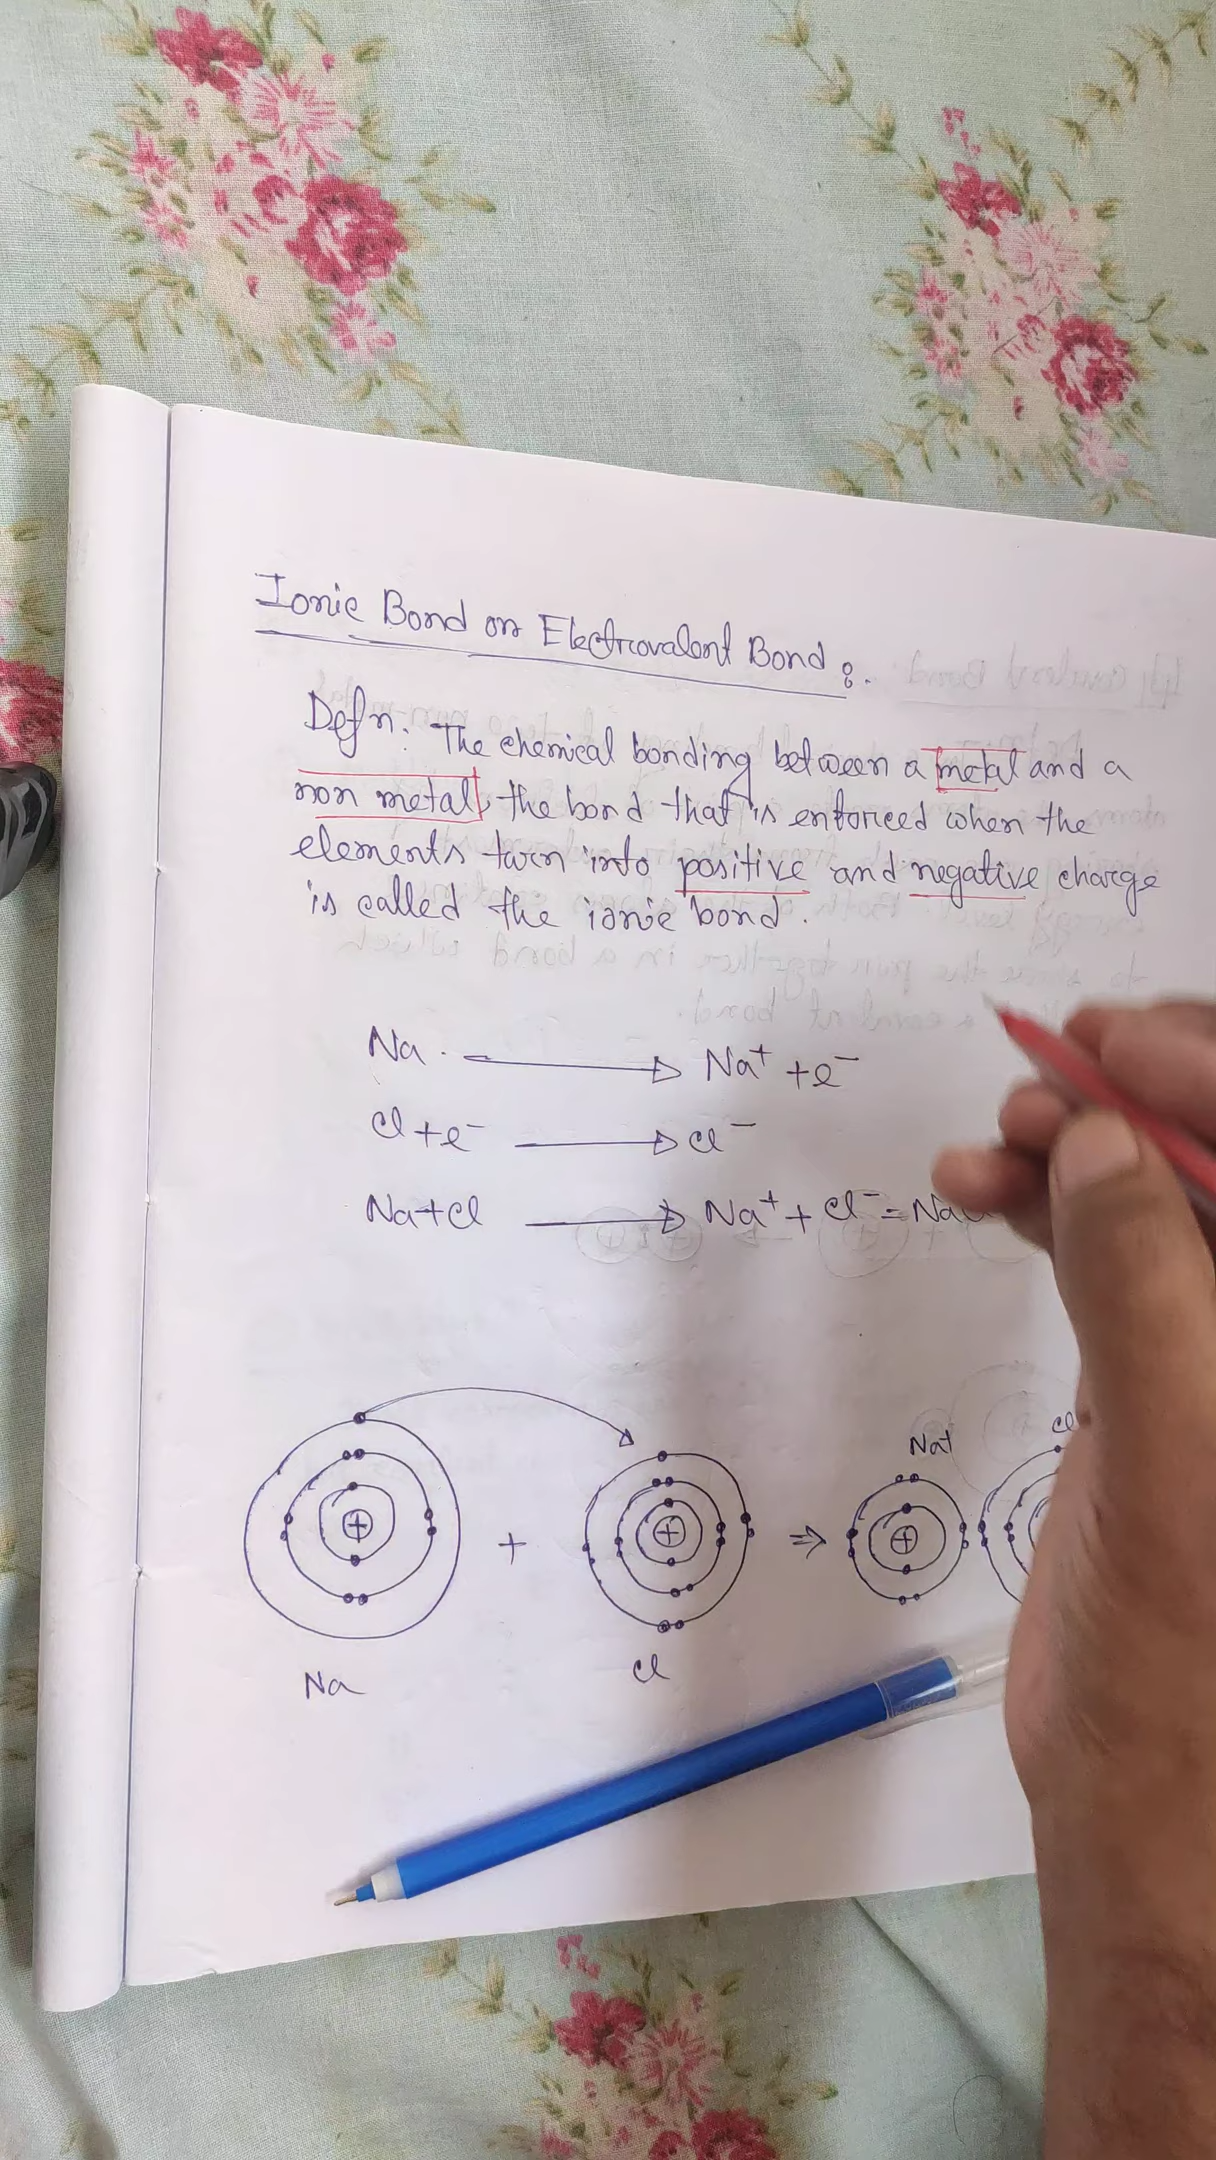 Ionic Bond or Electrovalent Bond :.
Defn: The chemical bonding between a metal and a
non metal, the bond that is enforced when the
elements turn into positive and negative charge
is called the ionic bond.
Na → Na⁺ + e⁻
Cl + e⁻ → Cl⁻
Na + Cl → Na⁺ + Cl⁻ =
Na⁺ Cl
+ + + ⇒ +
Na Cl